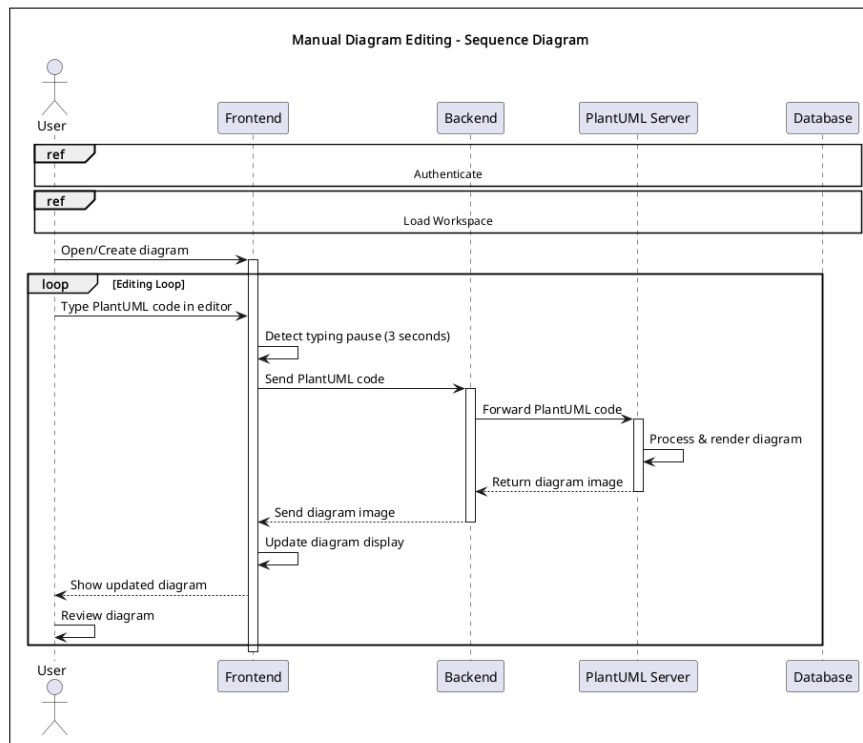 Manual Diagram Editing - Sequence Diagram
User
Frontend
Backend
PlantUML Server
Database
ref
Authenticate
ref
Load Workspace
Open/Create diagram
loop [Editing Loop]
Type PlantUML code in editor
Detect typing pause (3 seconds)
Send PlantUML code
Forward PlantUML code
Process & render diagram
Return diagram image
Send diagram image
Update diagram display
Show updated diagram
Review diagram
User
Frontend
Backend
PlantUML Server
Database